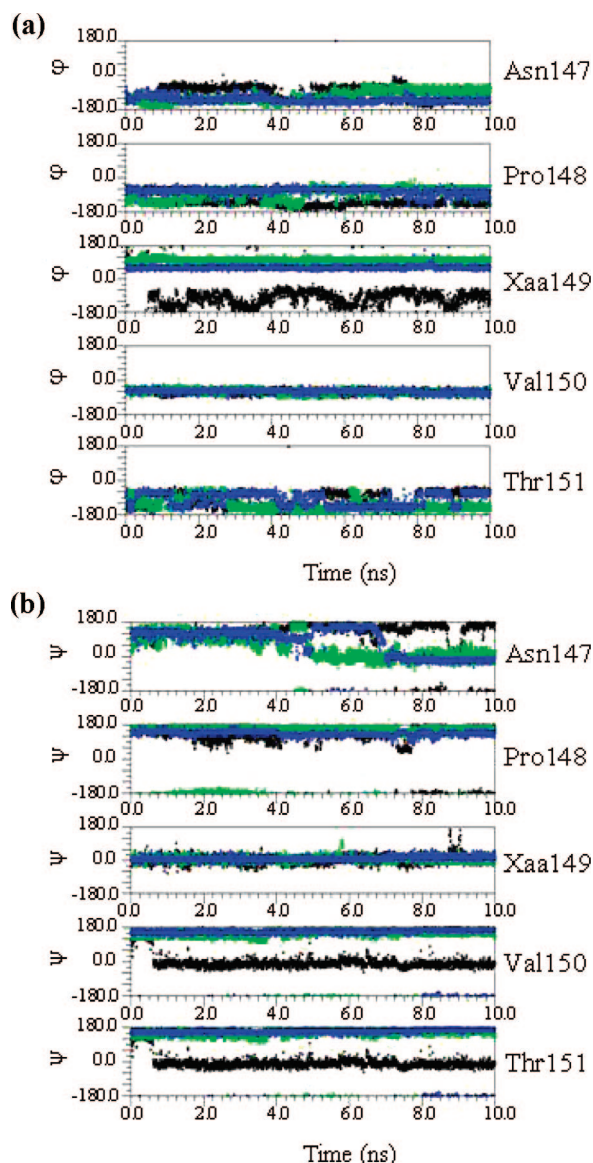 (a)
φ 180.0 0.0 -180.0 Asn147
0.0 2.0 4.0 6.0 8.0 10.0
φ 180.0 0.0 -180.0 Pro148
0.0 2.0 4.0 6.0 8.0 10.0
φ 180.0 0.0 -180.0 Xaa149
0.0 2.0 4.0 6.0 8.0 10.0
φ 180.0 0.0 -180.0 Val150
0.0 2.0 4.0 6.0 8.0 10.0
φ 180.0 0.0 -180.0 Thr151
0.0 2.0 4.0 6.0 8.0 10.0
Time (ns)
(b)
ψ 180.0 0.0 -180.0 Asn147
0.0 2.0 4.0 6.0 8.0 10.0
ψ 180.0 0.0 -180.0 Pro148
0.0 2.0 4.0 6.0 8.0 10.0
ψ 180.0 0.0 -180.0 Xaa149
0.0 2.0 4.0 6.0 8.0 10.0
ψ 180.0 0.0 -180.0 Val150
0.0 2.0 4.0 6.0 8.0 10.0
ψ 180.0 0.0 -180.0 Thr151
0.0 2.0 4.0 6.0 8.0 10.0
Time (ns)